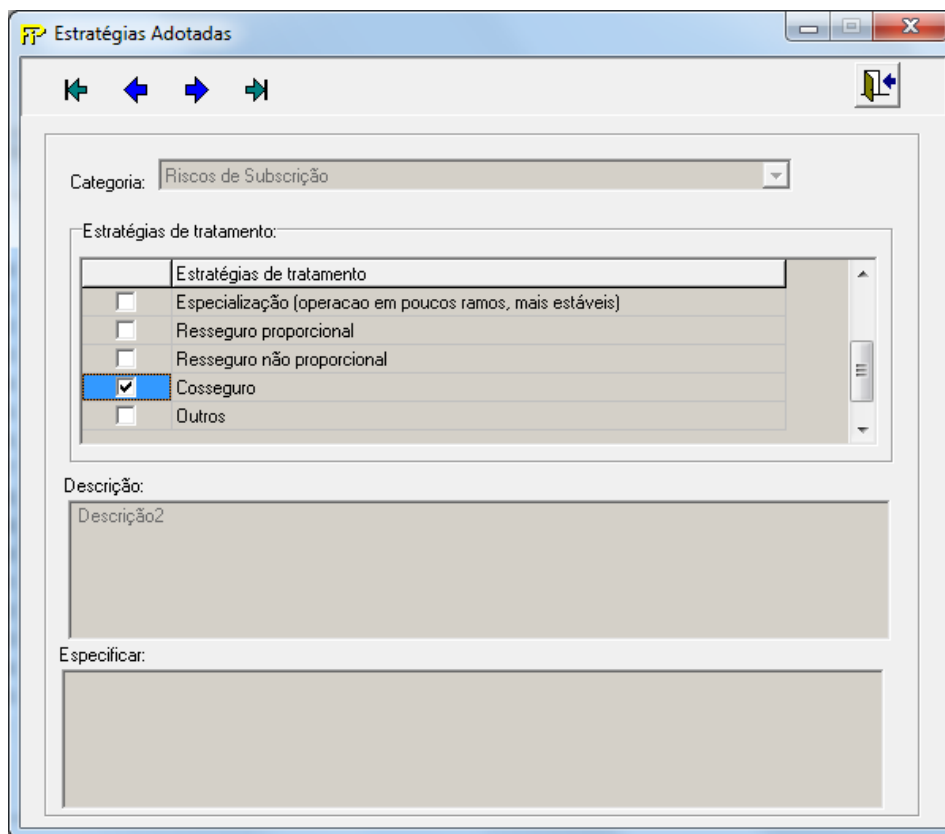 Estratégias Adotadas
Categoria: Riscos de Subscrição
Estratégias de tratamento:
Estratégias de tratamento
Especialização (operacao em poucos ramos, mais estáveis)
Resseguro proporcional
Resseguro não proporcional
Cosseguro
Outros
Descrição:
Descrição2
Especificar: